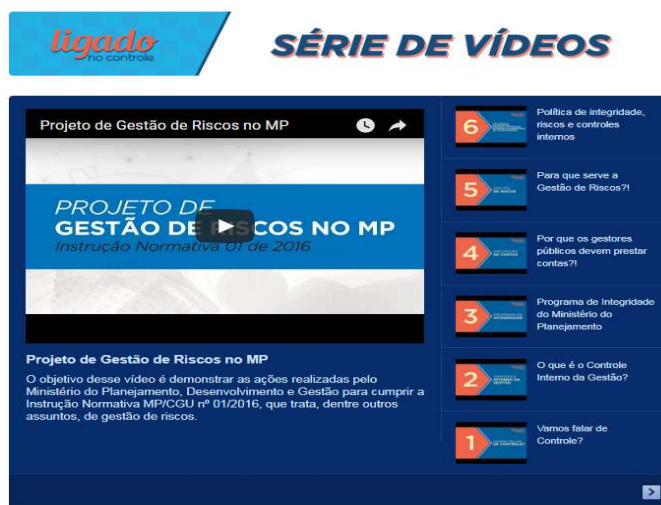 ligado
no controle
SÉRIE DE VÍDEOS
Projeto de Gestão de Riscos no MP
PROJETO DE
GESTÃO DE RISCOS NO MP
Instrução Normativa 01 de 2016
Projeto de Gestão de Riscos no MP
O objetivo desse vídeo é demonstrar as ações realizadas pelo
Ministério do Planejamento, Desenvolvimento e Gestão para cumprir a
Instrução Normativa MP/CGU nº 01/2016, que trata, dentre outros
assuntos, de gestão de riscos.
6
Política de integridade,
riscos e controles
internos
5
Para que serve a
Gestão de Riscos?!
4
Por que os gestores
públicos devem prestar
contas?!
3
Programa de Integridade
do Ministério do
Planejamento
2
O que é o Controle
Interno da Gestão?
1
Vamos falar de
Controle?